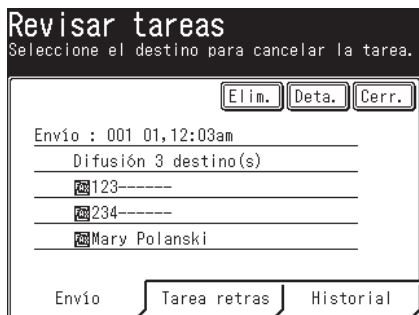 Revisar tareas
Seleccione el destino para cancelar la tarea.
Elim. Deta. Cerr.
Envío : 001 01,12:03am
Difusión 3 destino(s)
123------
234------
Mary Polanski
Envío Tarea retras Historial